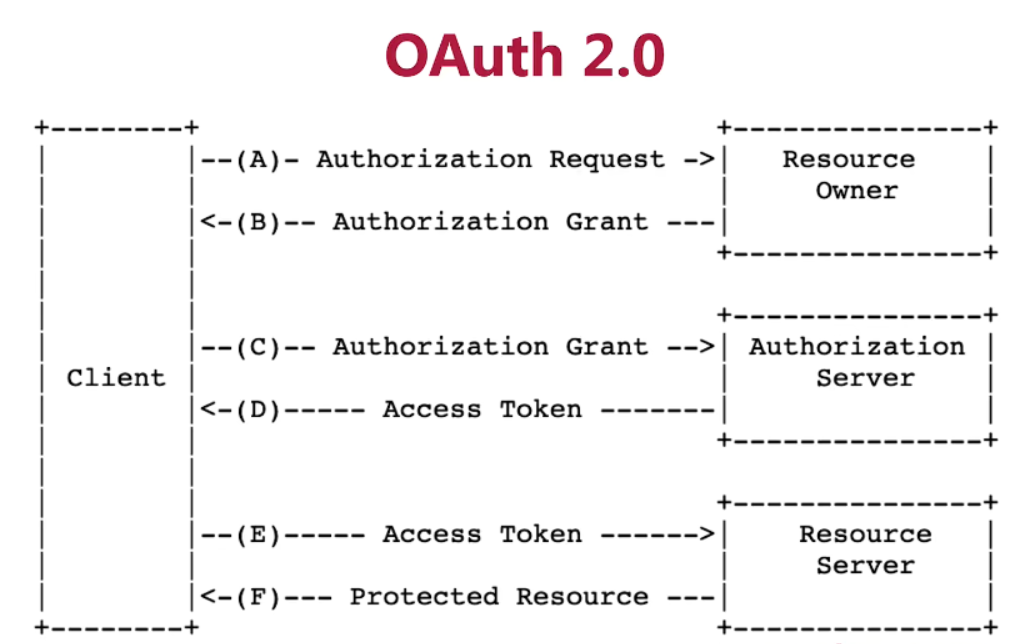 OAuth 2.0
+--------+                               +---------------+
|        |--(A)- Authorization Request ->|   Resource    |
|        |                               |     Owner     |
|        |<-(B)-- Authorization Grant ---|               |
|        |                               +---------------+
|        |
|        |                               +---------------+
|        |--(C)-- Authorization Grant -->| Authorization |
| Client |                               |     Server    |
|        |<-(D)----- Access Token -------|               |
|        |                               +---------------+
|        |
|        |                               +---------------+
|        |--(E)----- Access Token ------>|    Resource   |
|        |                               |     Server    |
|        |<-(F)--- Protected Resource ---|               |
+--------+                               +---------------+